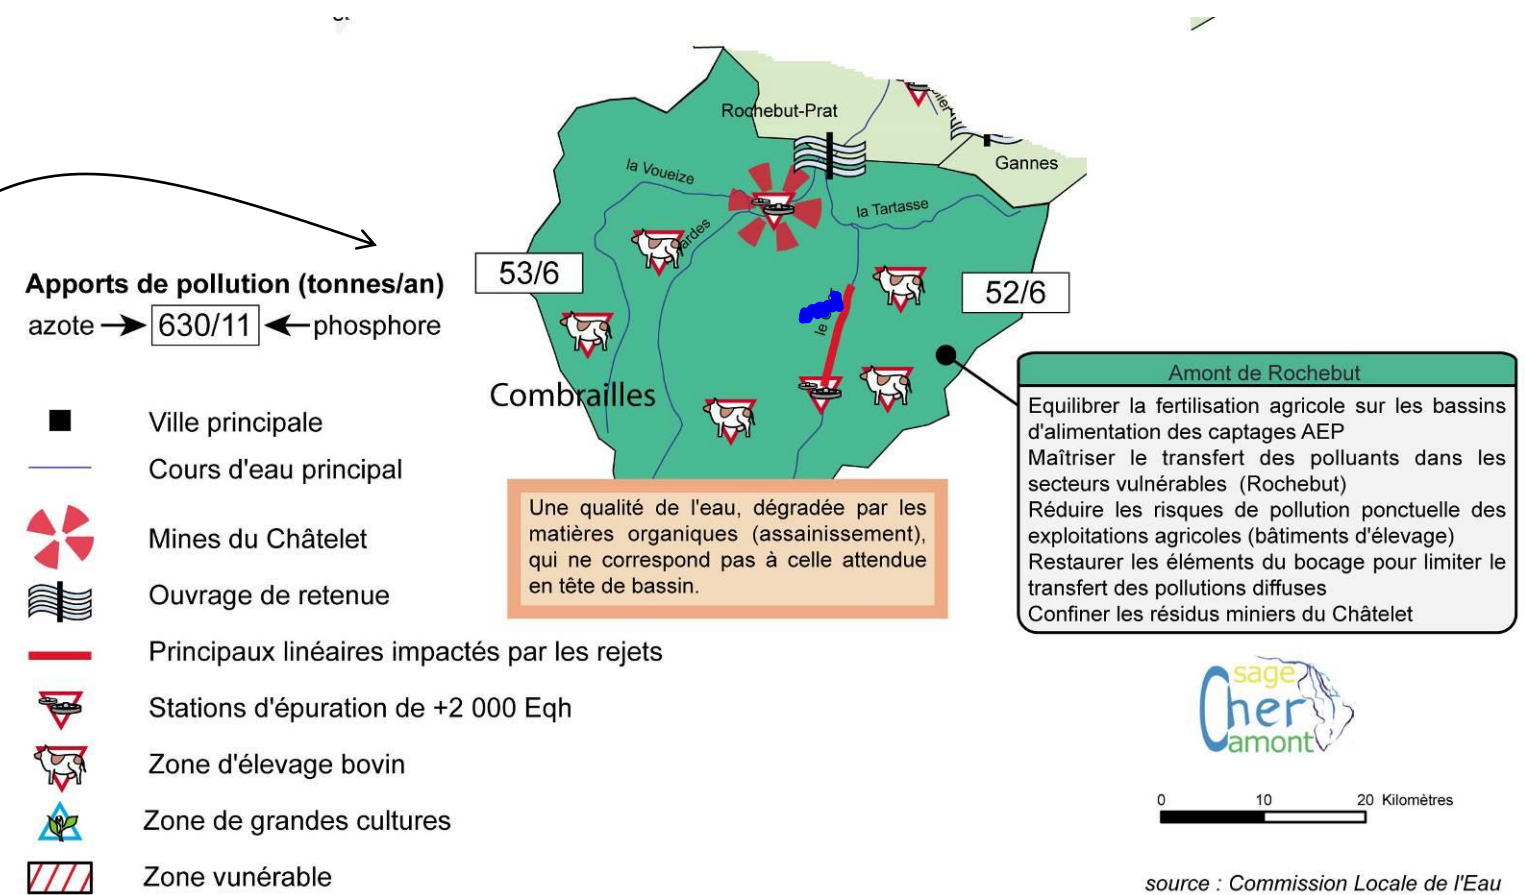 Rochebut-Prat
Gannes
la Voueize
la Tartasse
ardes
53/6
52/6
le
Combrailles
Apports de pollution (tonnes/an)
azote 630/11 phosphore
Ville principale
Cours d'eau principal
Mines du Châtelet
Ouvrage de retenue
Principaux linéaires impactés par les rejets
Stations d'épuration de +2 000 Eqh
Zone d'élevage bovin
Zone de grandes cultures
Zone vunérable
Une qualité de l'eau, dégradée par les
matières organiques (assainissement),
qui ne correspond pas à celle attendue
en tête de bassin.
Amont de Rochebut
Equilibrer la fertilisation agricole sur les bassins
d'alimentation des captages AEP
Maîtriser le transfert des polluants dans les
secteurs vulnérables (Rochebut)
Réduire les risques de pollution ponctuelle des
exploitations agricoles (bâtiments d'élevage)
Restaurer les éléments du bocage pour limiter le
transfert des pollutions diffuses
Confiner les résidus miniers du Châtelet
sage
Cher
amont
0 10 20 Kilomètres
source : Commission Locale de l'Eau